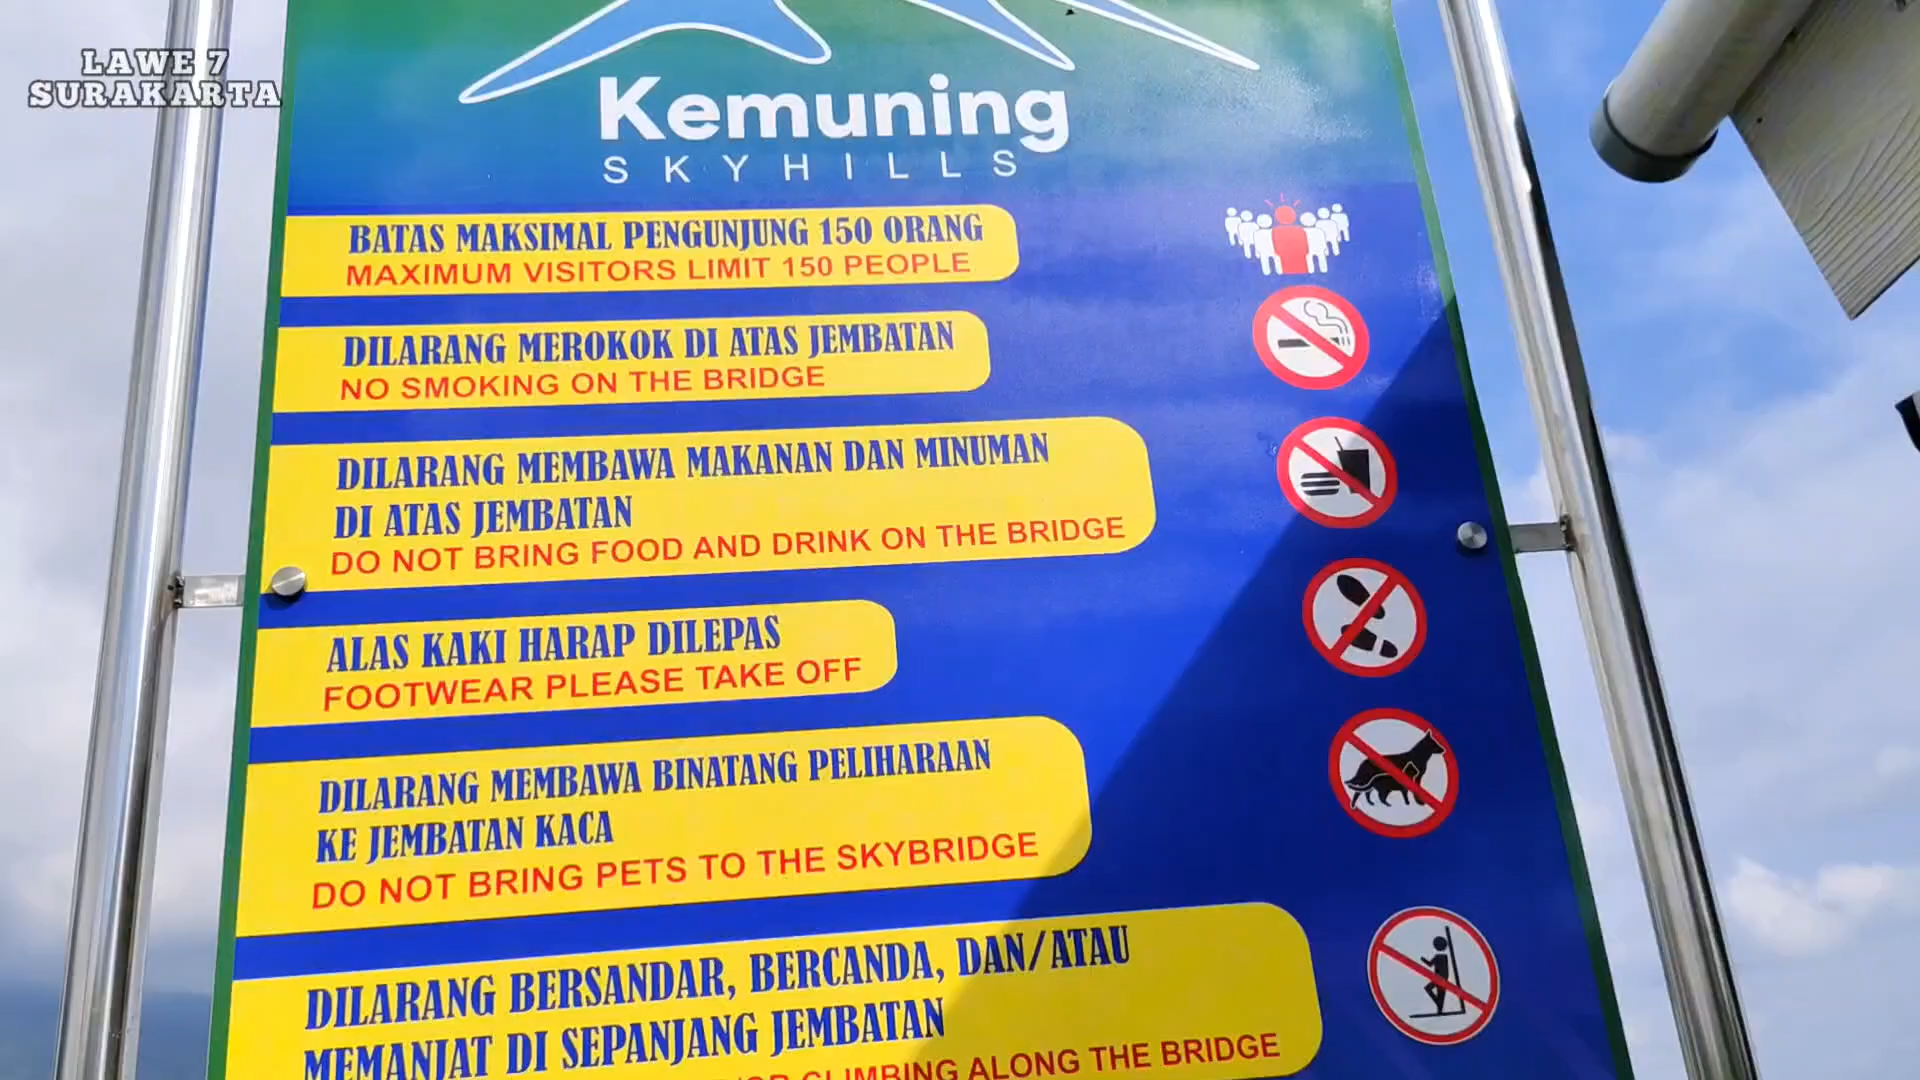 LAWE 7
SURAKARTA
Kemuning
SKYHILLS
BATAS MAKSIMAL PENGUNJUNG 150 ORANG
MAXIMUM VISITORS LIMIT 150 PEOPLE
DILARANG MEROKOK DI ATAS JEMBATAN
NO SMOKING ON THE BRIDGE
DILARANG MEMBAWA MAKANAN DAN MINUMAN
DI ATAS JEMBATAN
DO NOT BRING FOOD AND DRINK ON THE BRIDGE
ALAS KAKI HARAP DILEPAS
FOOTWEAR PLEASE TAKE OFF
DILARANG MEMBAWA BINATANG PELIHARAAN
KE JEMBATAN KACA
DO NOT BRING PETS TO THE SKYBRIDGE
DILARANG BERSANDAR, BERCANDA, DAN/ATAU
MEMANJAT DI SEPANJANG JEMBATAN
CLIMBING ALONG THE BRIDGE